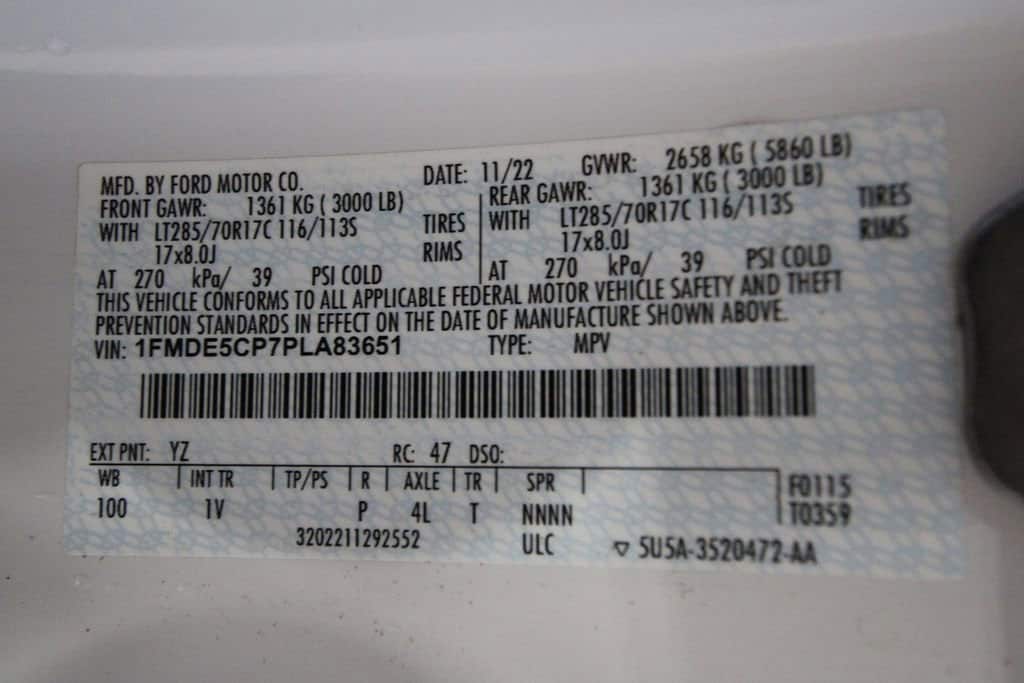 MFD. BY FORD MOTOR CO. DATE: 11/22 GVWR: 2658 KG ( 5860 LB)
FRONT GAWR: 1361 KG ( 3000 LB) REAR GAWR: 1361 KG ( 3000 LB)
WITH LT285/70R17C 116/113S TIRES WITH LT285/70R17C 116/113S TIRES
17x8.0J RIMS 17x8.0J RIMS
AT 270 kPa/ 39 PSI COLD AT 270 kPa/ 39 PSI COLD
THIS VEHICLE CONFORMS TO ALL APPLICABLE FEDERAL MOTOR VEHICLE SAFETY AND THEFT
PREVENTION STANDARDS IN EFFECT ON THE DATE OF MANUFACTURE SHOWN ABOVE.
VIN: 1FMDE5CP7PLA83651 TYPE: MPV
EXT PNT: YZ RC: 47 DSO:
WB INT TR TP/PS R AXLE TR SPR F0115
100 1V P 4L T NNNN T0359
3202211292552 ULC ▽ 5U5A-3520472-AA